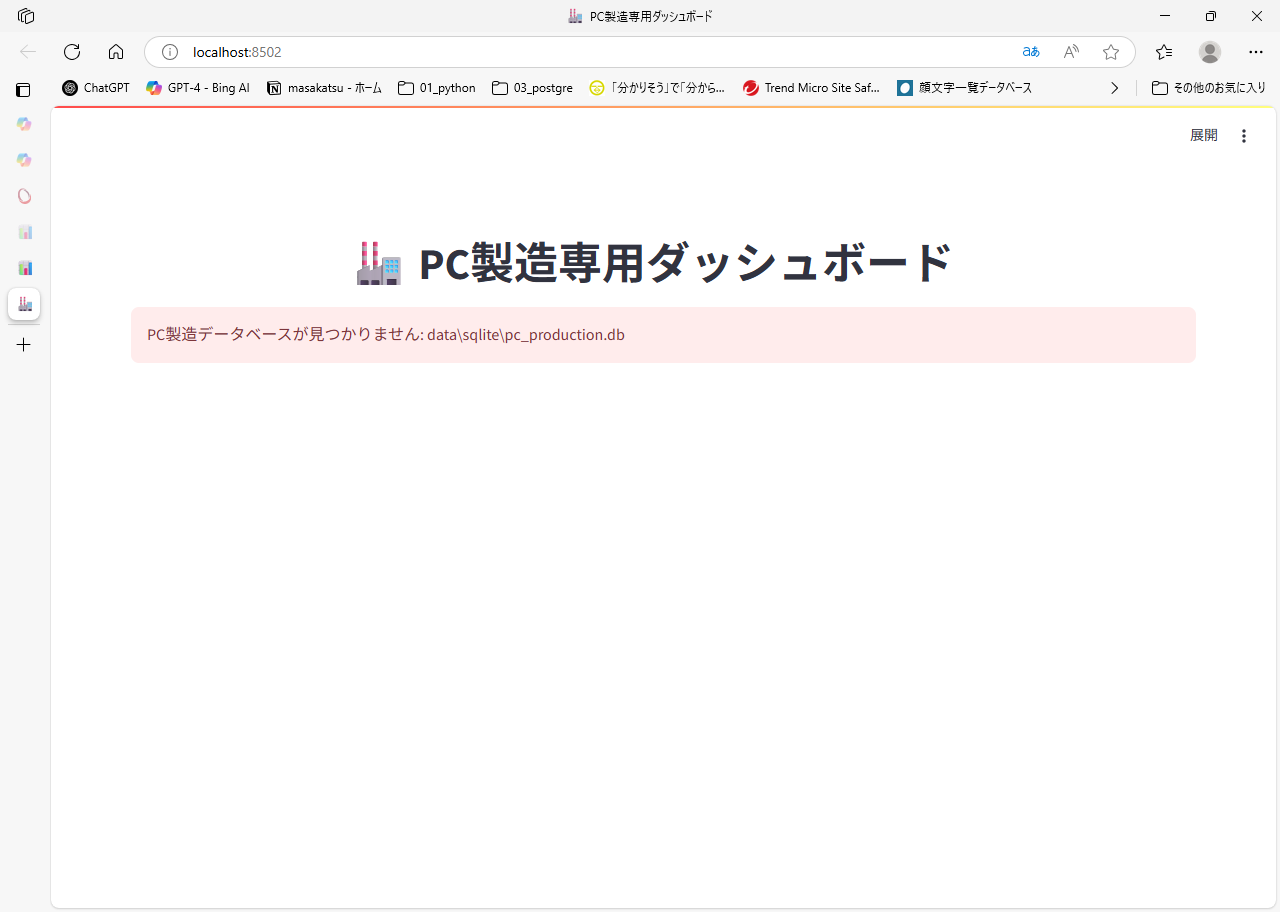 PC製造専用ダッシュボード
localhost:8502
aあ
A
ChatGPT
GPT-4 - Bing AI
masakatsu - ホーム
01_python
03_postgre
「分かりそう」で「分から...
Trend Micro Site Saf...
顔文字一覧データベース
その他のお気に入り
展開
PC製造専用ダッシュボード
PC製造データベースが見つかりません: data\sqlite\pc_production.db